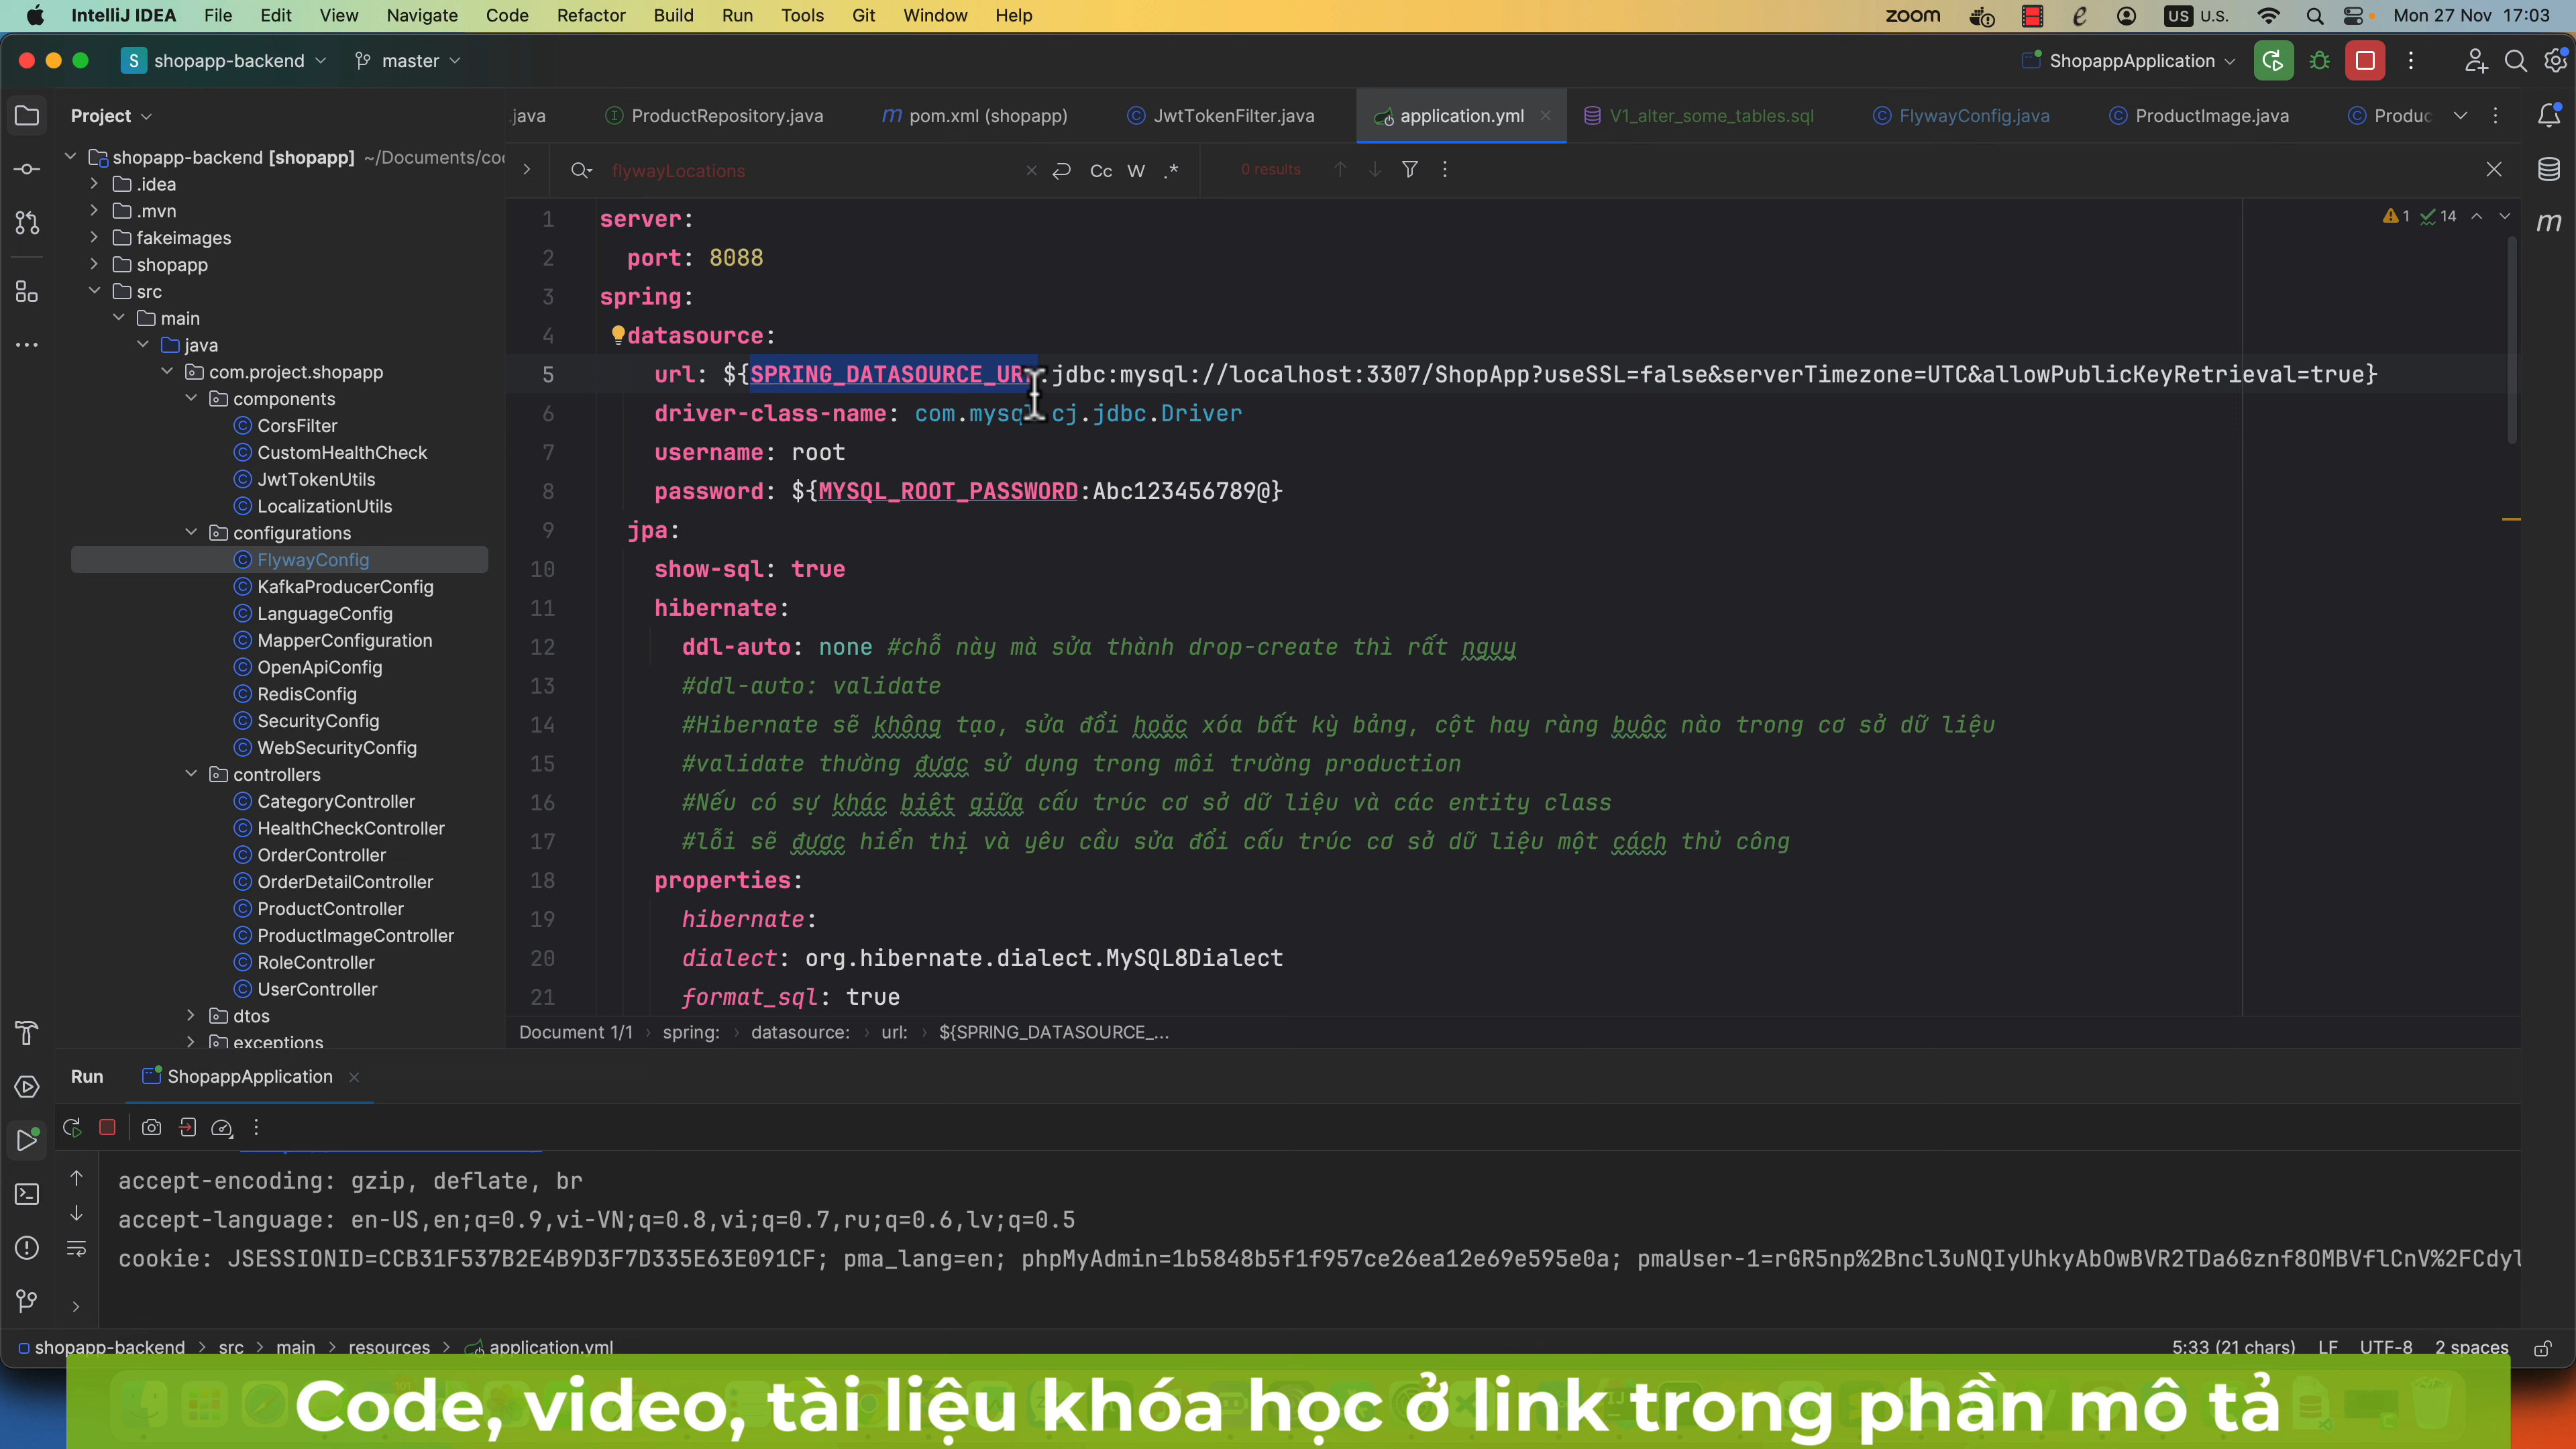 IntelliJ IDEA File Edit View Navigate Code Refactor Build Run Tools Git Window Help zoom US U.S. Mon 27 Nov 17:03
S shopapp-backend master ShopappApplication
Project
.java ProductRepository.java pom.xml (shopapp) JwtTokenFilter.java application.yml V1_alter_some_tables.sql FlywayConfig.java ProductImage.java Produc
flywayLocations Cc W .* 0 results
shopapp-backend [shopapp] ~/Documents/co
.idea
.mvn
fakeimages
shopapp
src
main
java
com.project.shopapp
components
CorsFilter
CustomHealthCheck
JwtTokenUtils
LocalizationUtils
configurations
FlywayConfig
KafkaProducerConfig
LanguageConfig
MapperConfiguration
OpenApiConfig
RedisConfig
SecurityConfig
WebSecurityConfig
controllers
CategoryController
HealthCheckController
OrderController
OrderDetailController
ProductController
ProductImageController
RoleController
UserController
dtos
exceptions
1 14
1 server:
2 port: 8088
3 spring:
4 datasource:
5 url: ${SPRING_DATASOURCE_UR jdbc:mysql://localhost:3307/ShopApp?useSSL=false&serverTimezone=UTC&allowPublicKeyRetrieval=true}
6 driver-class-name: com.mysql.cj.jdbc.Driver
7 username: root
8 password: ${MYSQL_ROOT_PASSWORD:Abc123456789@}
9 jpa:
10 show-sql: true
11 hibernate:
12 ddl-auto: none #chỗ này mà sửa thành drop-create thì rất nguy
13 #ddl-auto: validate
14 #Hibernate sẽ không tạo, sửa đổi hoặc xóa bất kỳ bảng, cột hay ràng buộc nào trong cơ sở dữ liệu
15 #validate thường được sử dụng trong môi trường production
16 #Nếu có sự khác biệt giữa cấu trúc cơ sở dữ liệu và các entity class
17 #lỗi sẽ được hiển thị và yêu cầu sửa đổi cấu trúc cơ sở dữ liệu một cách thủ công
18 properties:
19 hibernate:
20 dialect: org.hibernate.dialect.MySQL8Dialect
21 format_sql: true
Document 1/1 › spring: › datasource: › url: › ${SPRING_DATASOURCE_...
Run ShopappApplication
accept-encoding: gzip, deflate, br
accept-language: en-US,en;q=0.9,vi-VN;q=0.8,vi;q=0.7,ru;q=0.6,lv;q=0.5
cookie: JSESSIONID=CCB31F537B2E4B9D3F7D335E63E091CF; pma_lang=en; phpMyAdmin=1b5848b5f1f957ce26ea12e69e595e0a; pmaUser-1=rGR5np%2Bncl3uNQIyUhkyAbOwBVR2TDa6Gznf8OMBVflCnV%2FCdyl
shopapp-backend › src › main › resources › application.yml 5:33 (21 chars) LF UTF-8 2 spaces
Code, video, tài liệu khóa học ở link trong phần mô tả